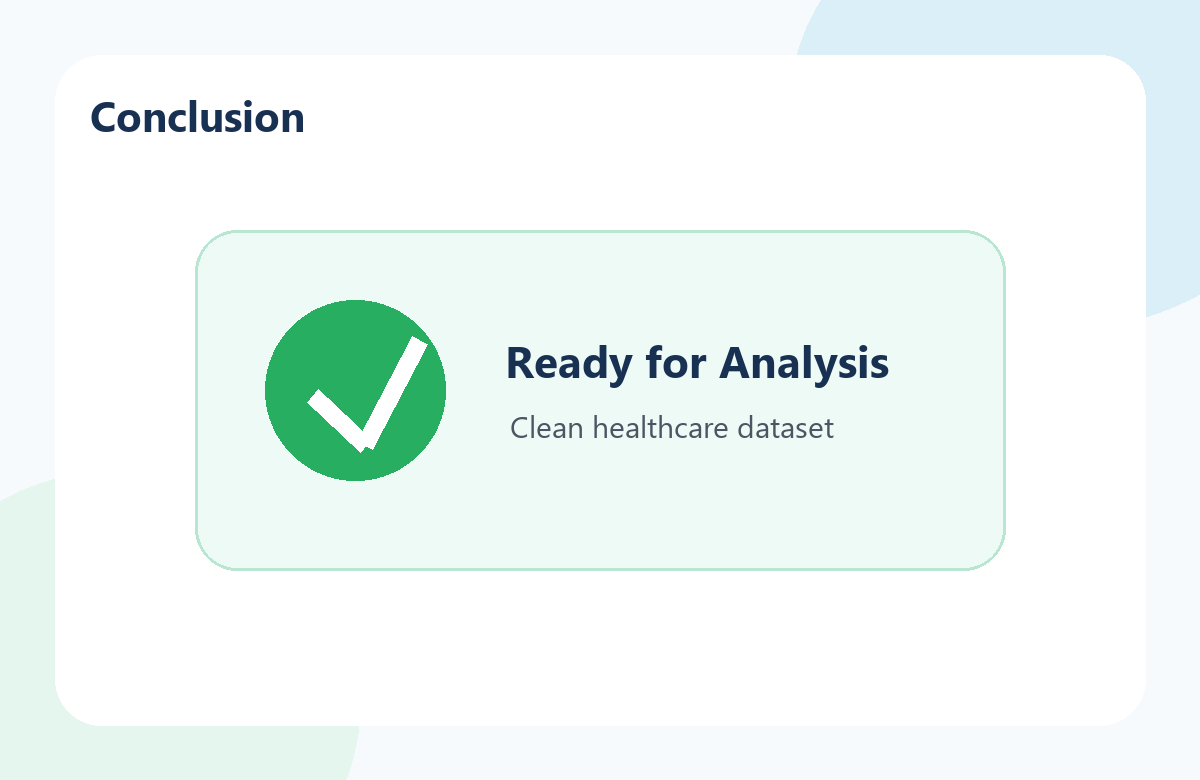 Conclusion
Ready for Analysis
Clean healthcare dataset